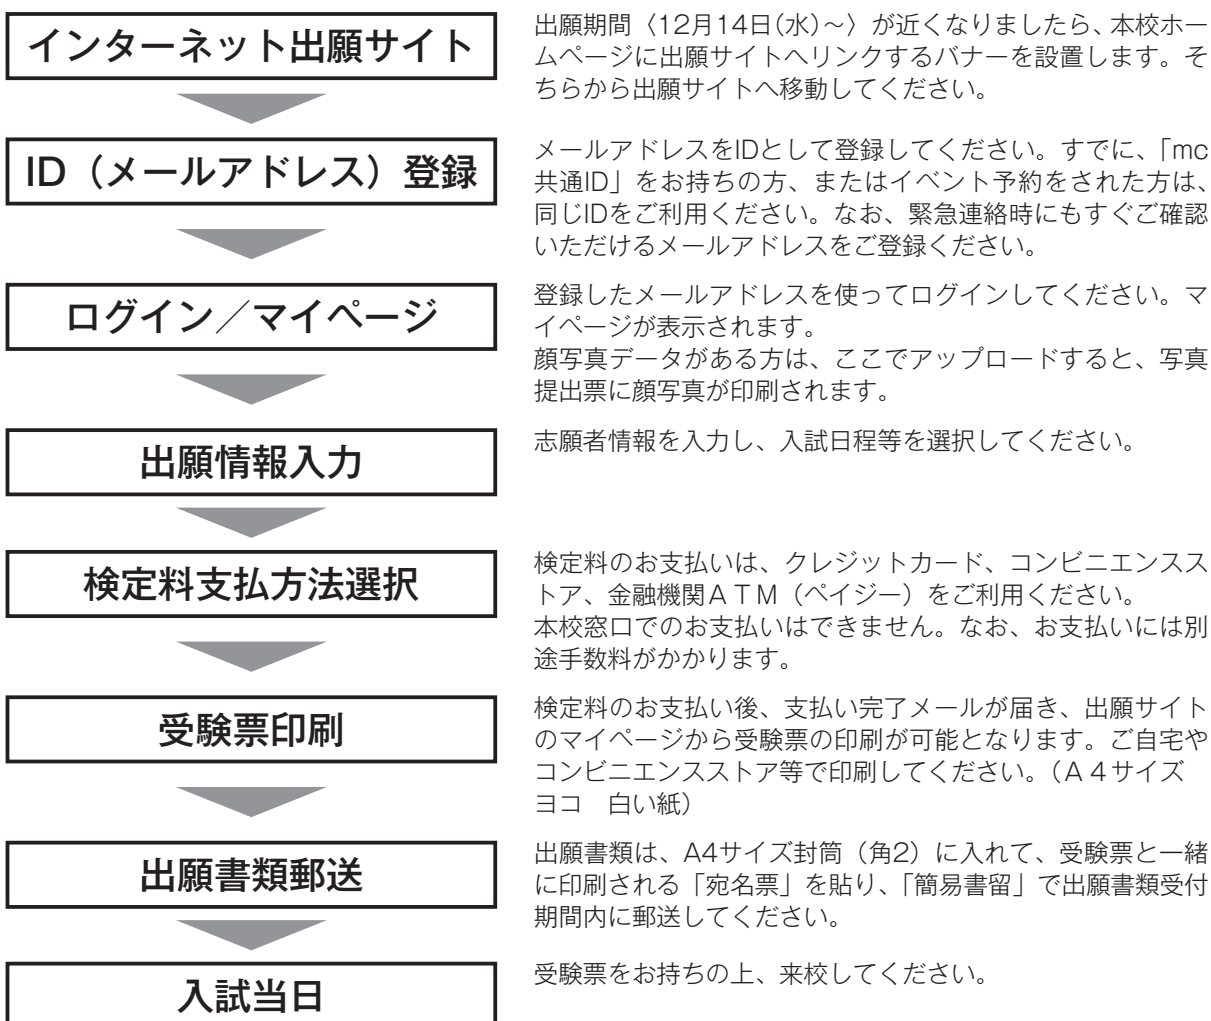 インターネット出願サイト
出願期間〈12月14日(水)～〉が近くなりましたら、本校ホー
ムページに出願サイトへリンクするバナーを設置します。そ
ちらから出願サイトへ移動してください。
ID（メールアドレス）登録
メールアドレスをIDとして登録してください。すでに、「mc
共通ID」をお持ちの方、またはイベント予約をされた方は、
同じIDをご利用ください。なお、緊急連絡時にもすぐご確認
いただけるメールアドレスをご登録ください。
ログイン／マイページ
登録したメールアドレスを使ってログインしてください。マ
イページが表示されます。
顔写真データがある方は、ここでアップロードすると、写真
提出票に顔写真が印刷されます。
出願情報入力
志願者情報を入力し、入試日程等を選択してください。
検定料支払方法選択
検定料のお支払いは、クレジットカード、コンビニエンスス
トア、金融機関ＡＴＭ（ペイジー）をご利用ください。
本校窓口でのお支払いはできません。なお、お支払いには別
途手数料がかかります。
受験票印刷
検定料のお支払い後、支払い完了メールが届き、出願サイト
のマイページから受験票の印刷が可能となります。ご自宅や
コンビニエンスストア等で印刷してください。（Ａ４サイズ
ヨコ　白い紙）
出願書類郵送
出願書類は、A4サイズ封筒（角2）に入れて、受験票と一緒
に印刷される「宛名票」を貼り、「簡易書留」で出願書類受付
期間内に郵送してください。
入試当日
受験票をお持ちの上、来校してください。